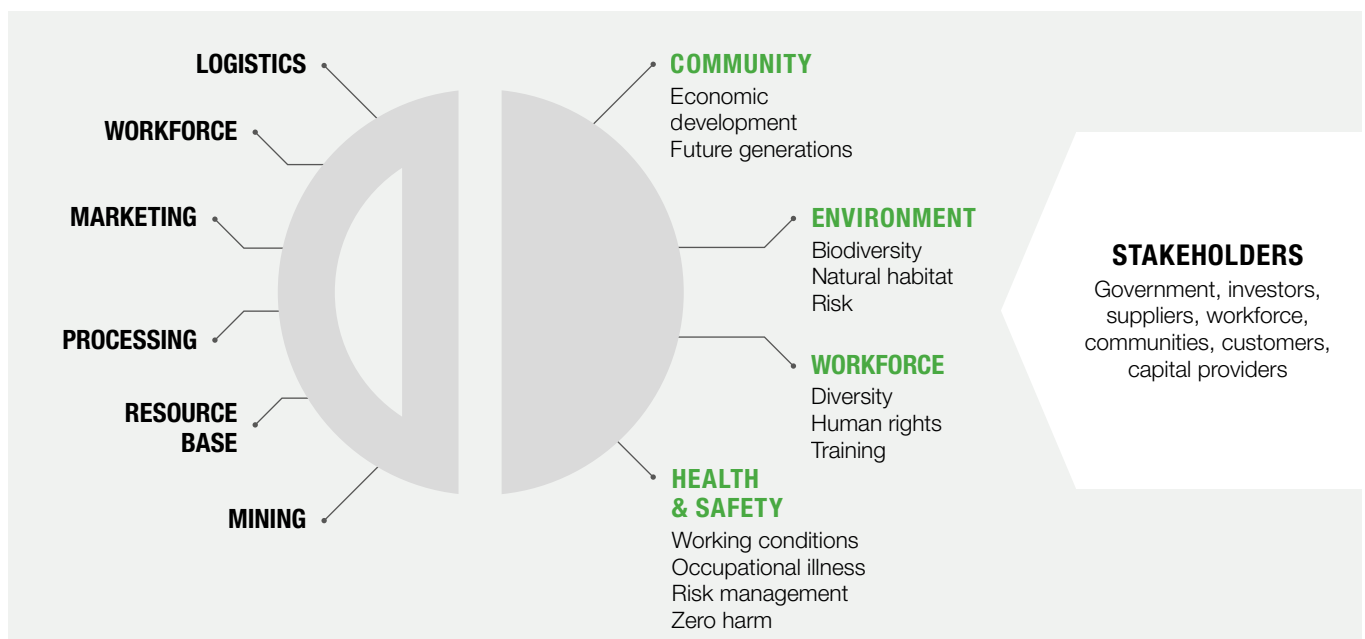 LOGISTICS
WORKFORCE
MARKETING
PROCESSING
RESOURCE
BASE
MINING
COMMUNITY
Economic
development
Future generations
ENVIRONMENT
Biodiversity
Natural habitat
Risk
WORKFORCE
Diversity
Human rights
Training
HEALTH
& SAFETY
Working conditions
Occupational illness
Risk management
Zero harm
STAKEHOLDERS
Government, investors,
suppliers, workforce,
communities, customers,
capital providers